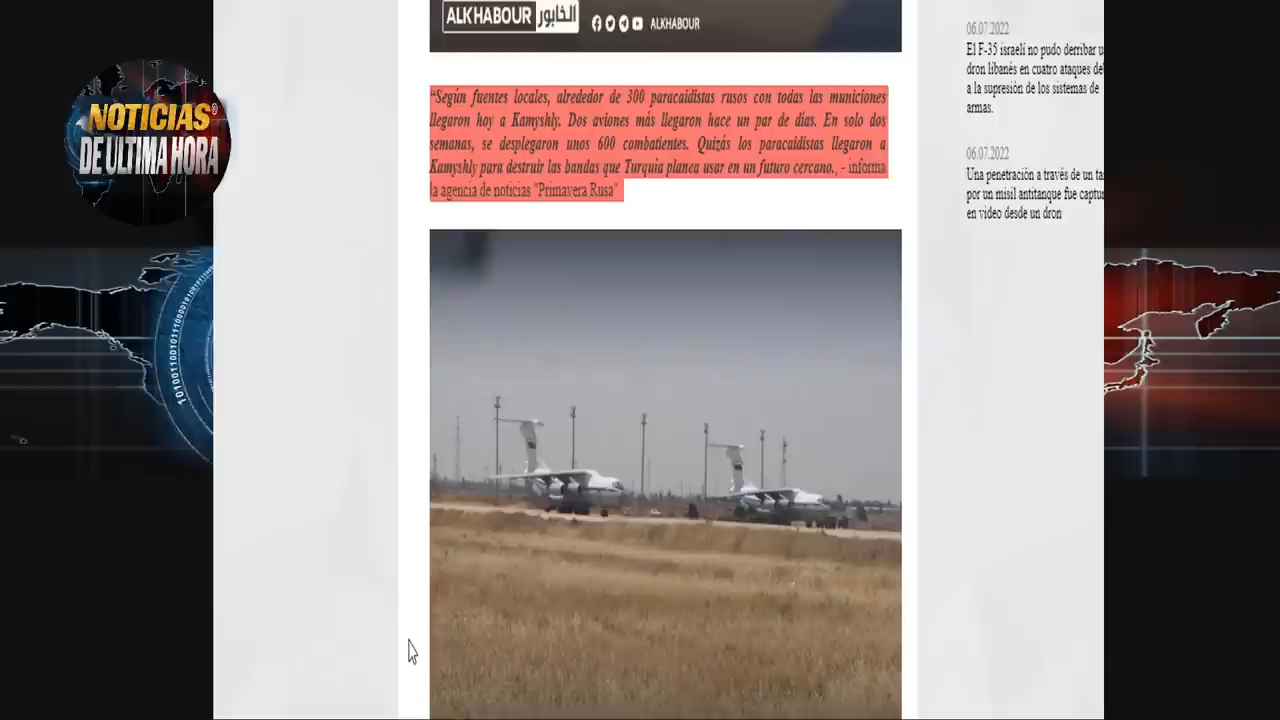 ALKHABOUR الخابور ALKHABOUR
“Según fuentes locales, alrededor de 300 paracaidistas rusos con todas las municiones
llegaron hoy a Kamyshly. Dos aviones más llegaron hace un par de días. En solo dos
semanas, se desplegaron unos 600 combatientes. Quizás los paracaidistas llegaron a
Kamyshly para destruir las bandas que Turquía planea usar en un futuro cercano., - informa
la agencia de noticias "Primavera Rusa"
06.07.2022
El F-35 israelí no pudo derribar u
dron libanés en cuatro ataques de
a la supresión de los sistemas de
armas.
06.07.2022
Una penetración a través de un ta
por un misil antitanque fue captu
en video desde un dron
NOTICIAS®
DE ÚLTIMA HORA